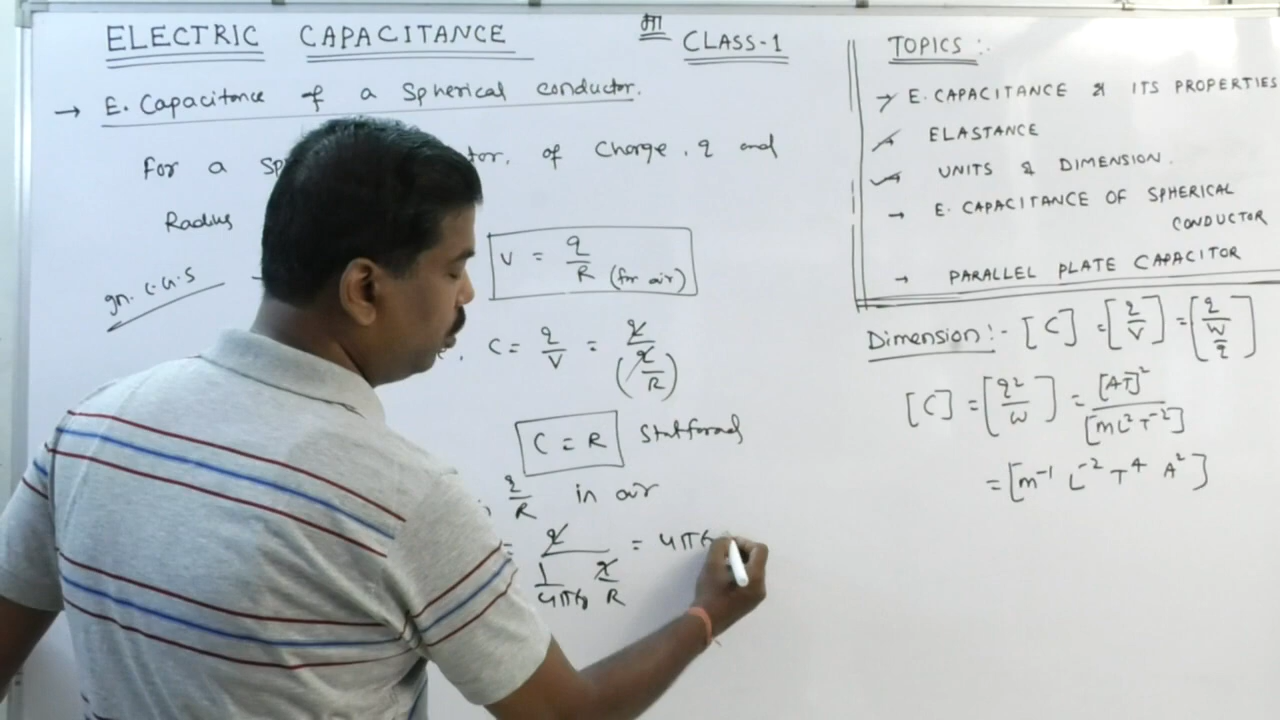 ELECTRIC CAPACITANCE
मा
CLASS-1
→ E. Capacitance of a Spherical conductor.
For a Sp tor, of Charge, q and
Radius
V = q/R (for air)
gn. C.G.S
C = q/V = q/(q/R)
C = R Statfarad
q/R in air
= q/(1/4πε₀ q/R) = 4πε
TOPICS :-
→ E. CAPACITANCE & ITS PROPERTIES
ELASTANCE
UNITS & DIMENSION.
→ E. CAPACITANCE OF SPHERICAL
CONDUCTOR
→ PARALLEL PLATE CAPACITOR
Dimension:- [C] = [q/V] = [q/(W/q)]
[C] = [q²/W] = [AT]²/[ML²T⁻²]
= [M⁻¹ L⁻² T⁴ A²]